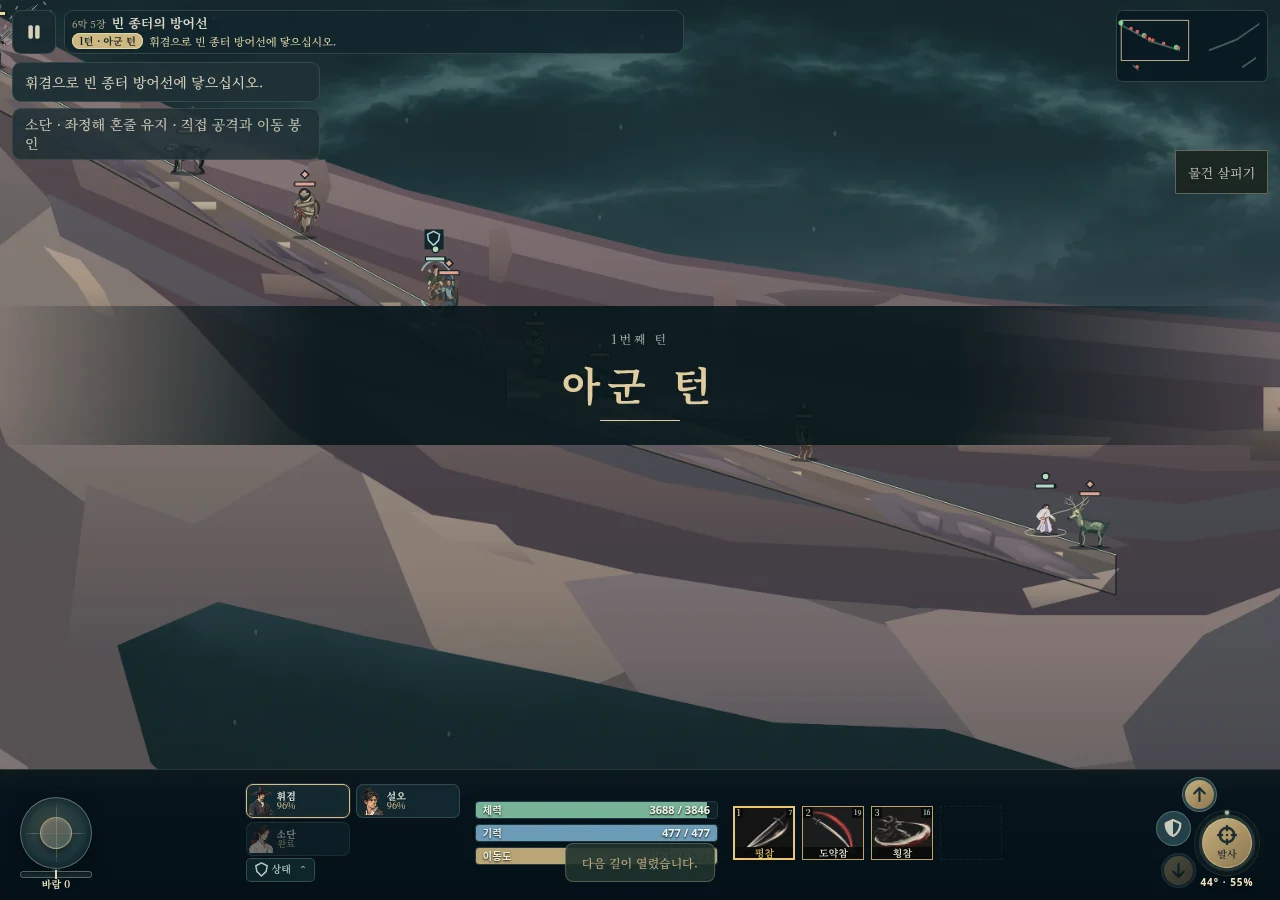 6막 5장 빈 종터의 방어선
1턴 · 아군 턴 휘겸으로 빈 종터 방어선에 닿으십시오.
휘겸으로 빈 종터 방어선에 닿으십시오.
소단 · 좌정해 혼줄 유지 · 직접 공격과 이동 봉
인
물건 살피기
1번째 턴
아군 턴
휘겸
96%
설오
96%
소단
완료
상태
체력 3688 / 3846
기력 477 / 477
이동도
다음 길이 열렸습니다.
1 7
평참
2 19
도약참
3 16
횡참
발사
44° · 55%
바람 0